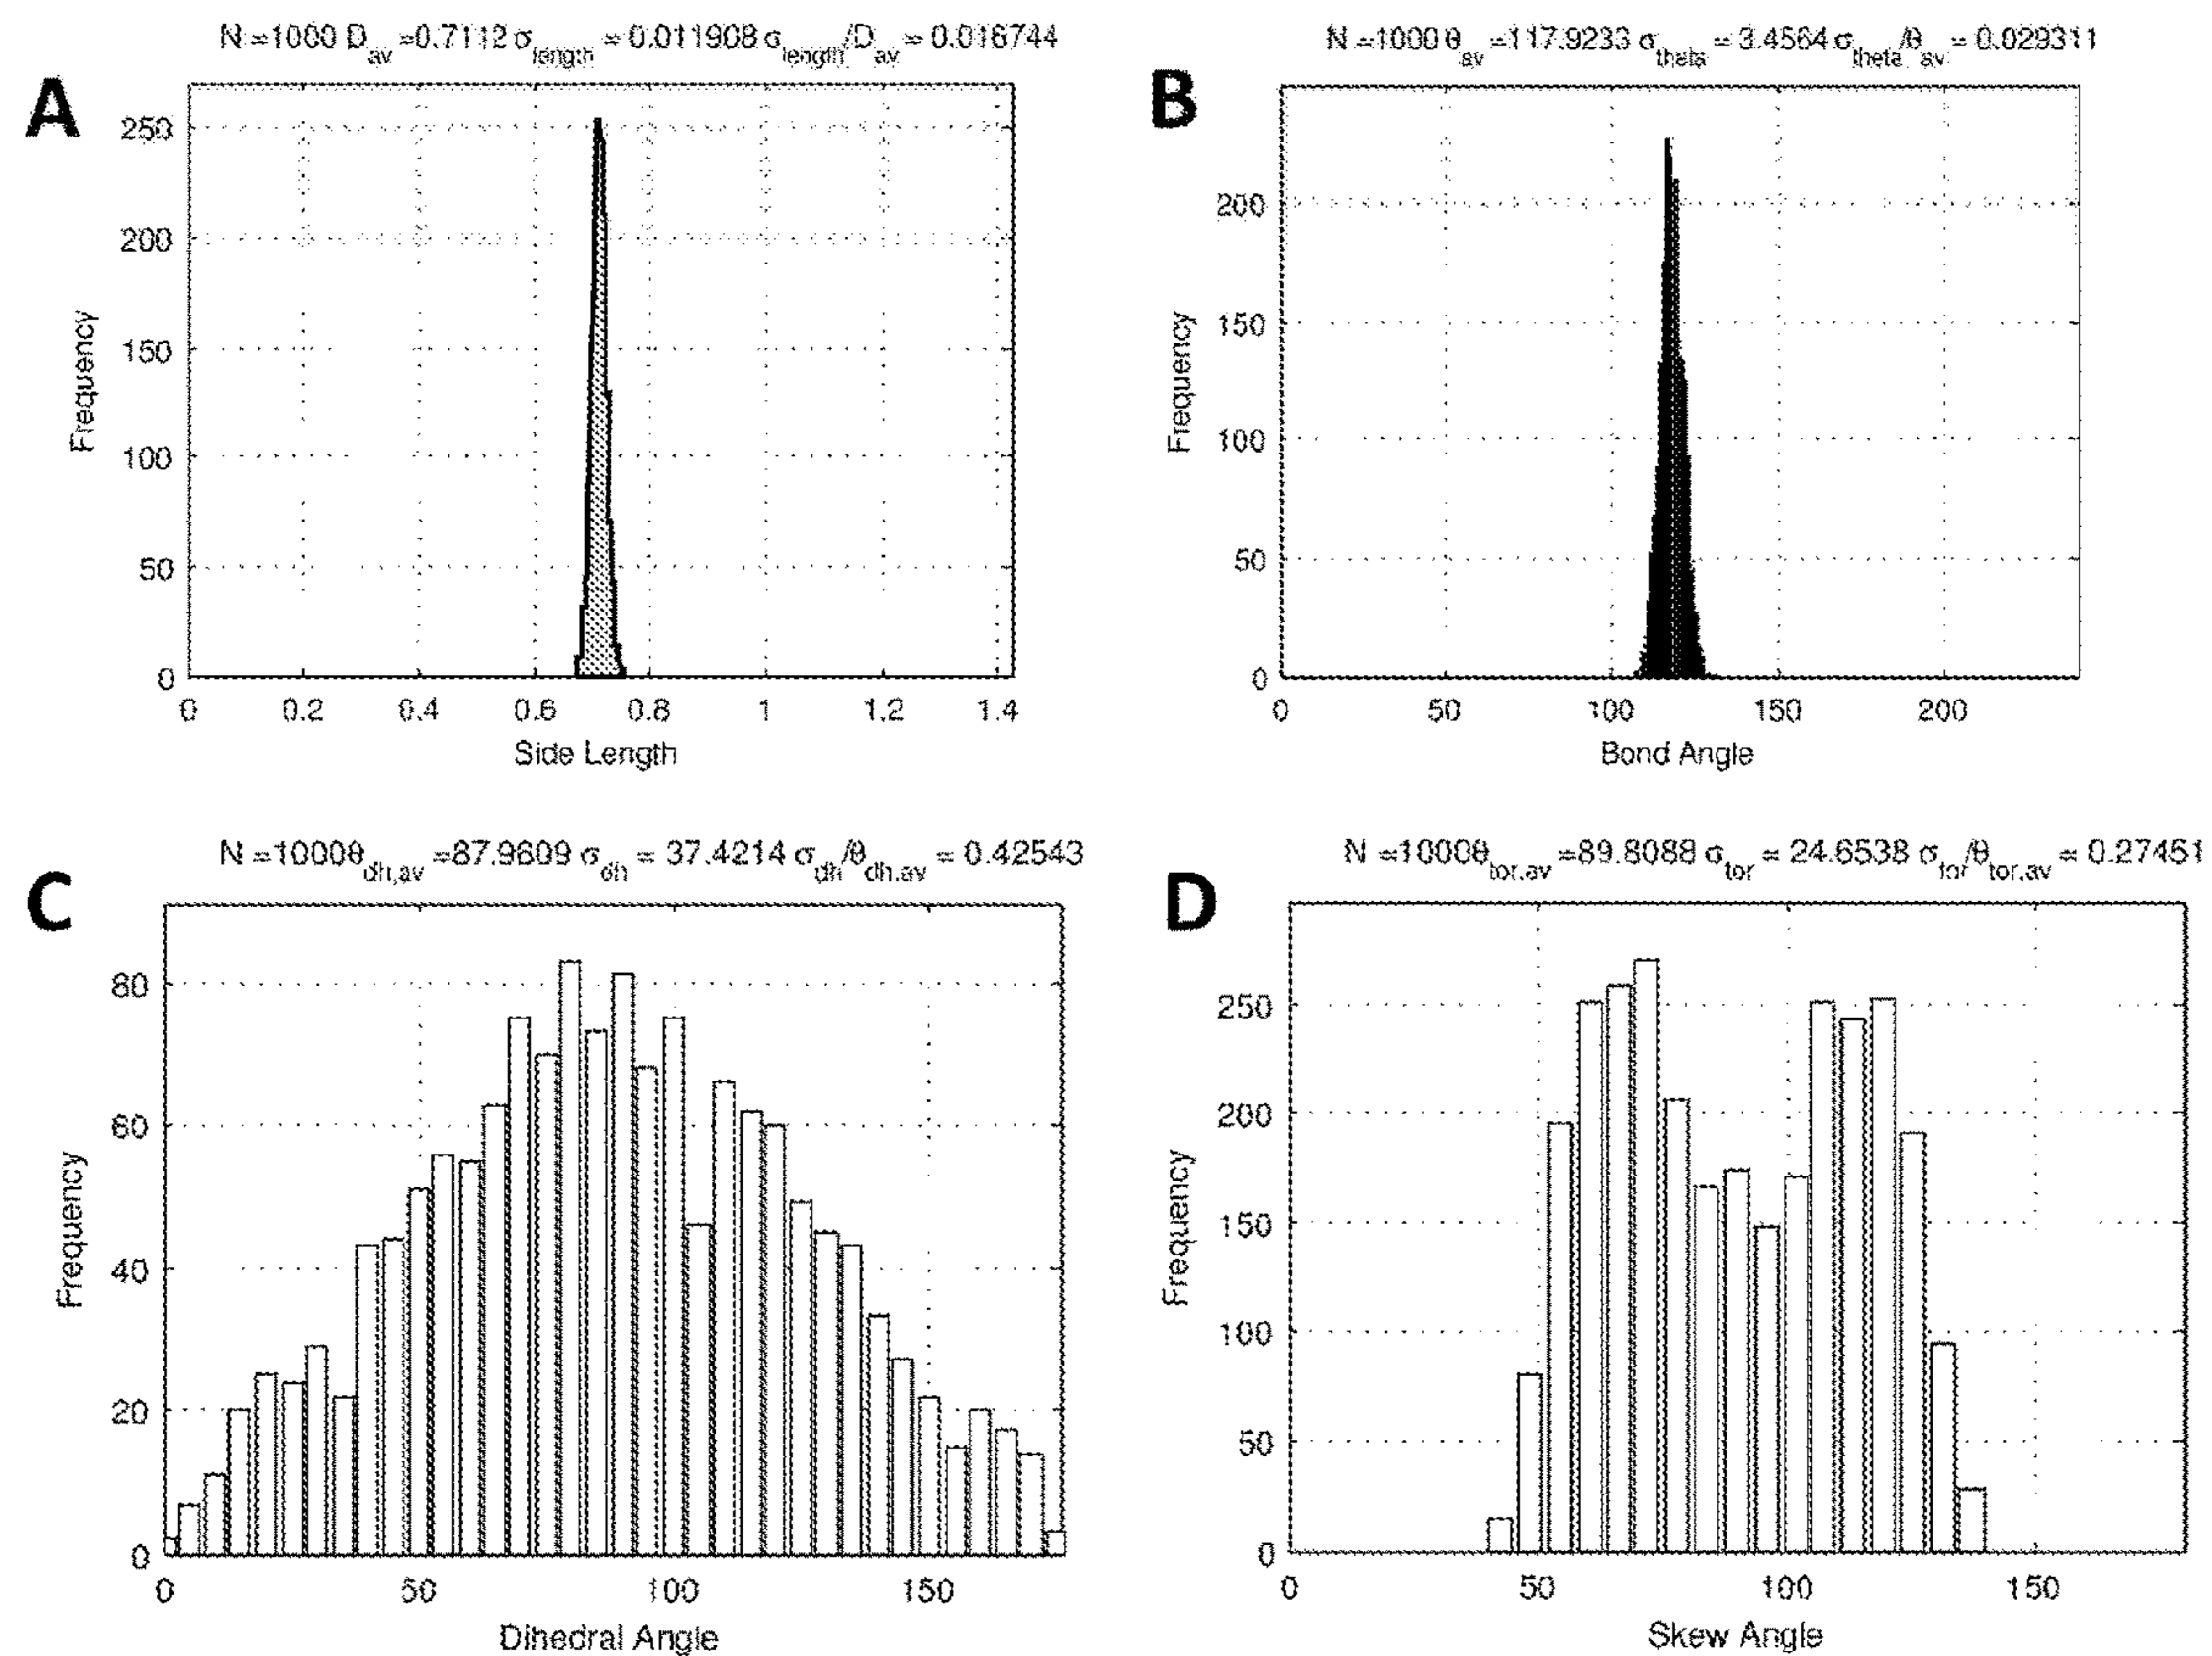 N =1000 D_av =0.7112 σ_length = 0.011908 σ_length/D_av = 0.016744
A
250
200
150
100
50
0
Frequency
0 0.2 0.4 0.6 0.8 1 1.2 1.4
Side Length
N =1000 θ_av =117.9233 σ_theta = 3.4564 σ_theta/θ_av = 0.029311
B
200
150
100
50
0
Frequency
0 50 100 150 200
Bond Angle
N =1000θ_dh,av =87.9609 σ_dh = 37.4214 σ_dh/θ_dh,av = 0.42543
C
80
60
40
20
0
Frequency
0 50 100 150
Dihedral Angle
N =1000θ_tor,av =89.8088 σ_tor = 24.6538 σ_tor/θ_tor,av = 0.27451
D
250
200
150
100
50
0
Frequency
0 50 100 150
Skew Angle